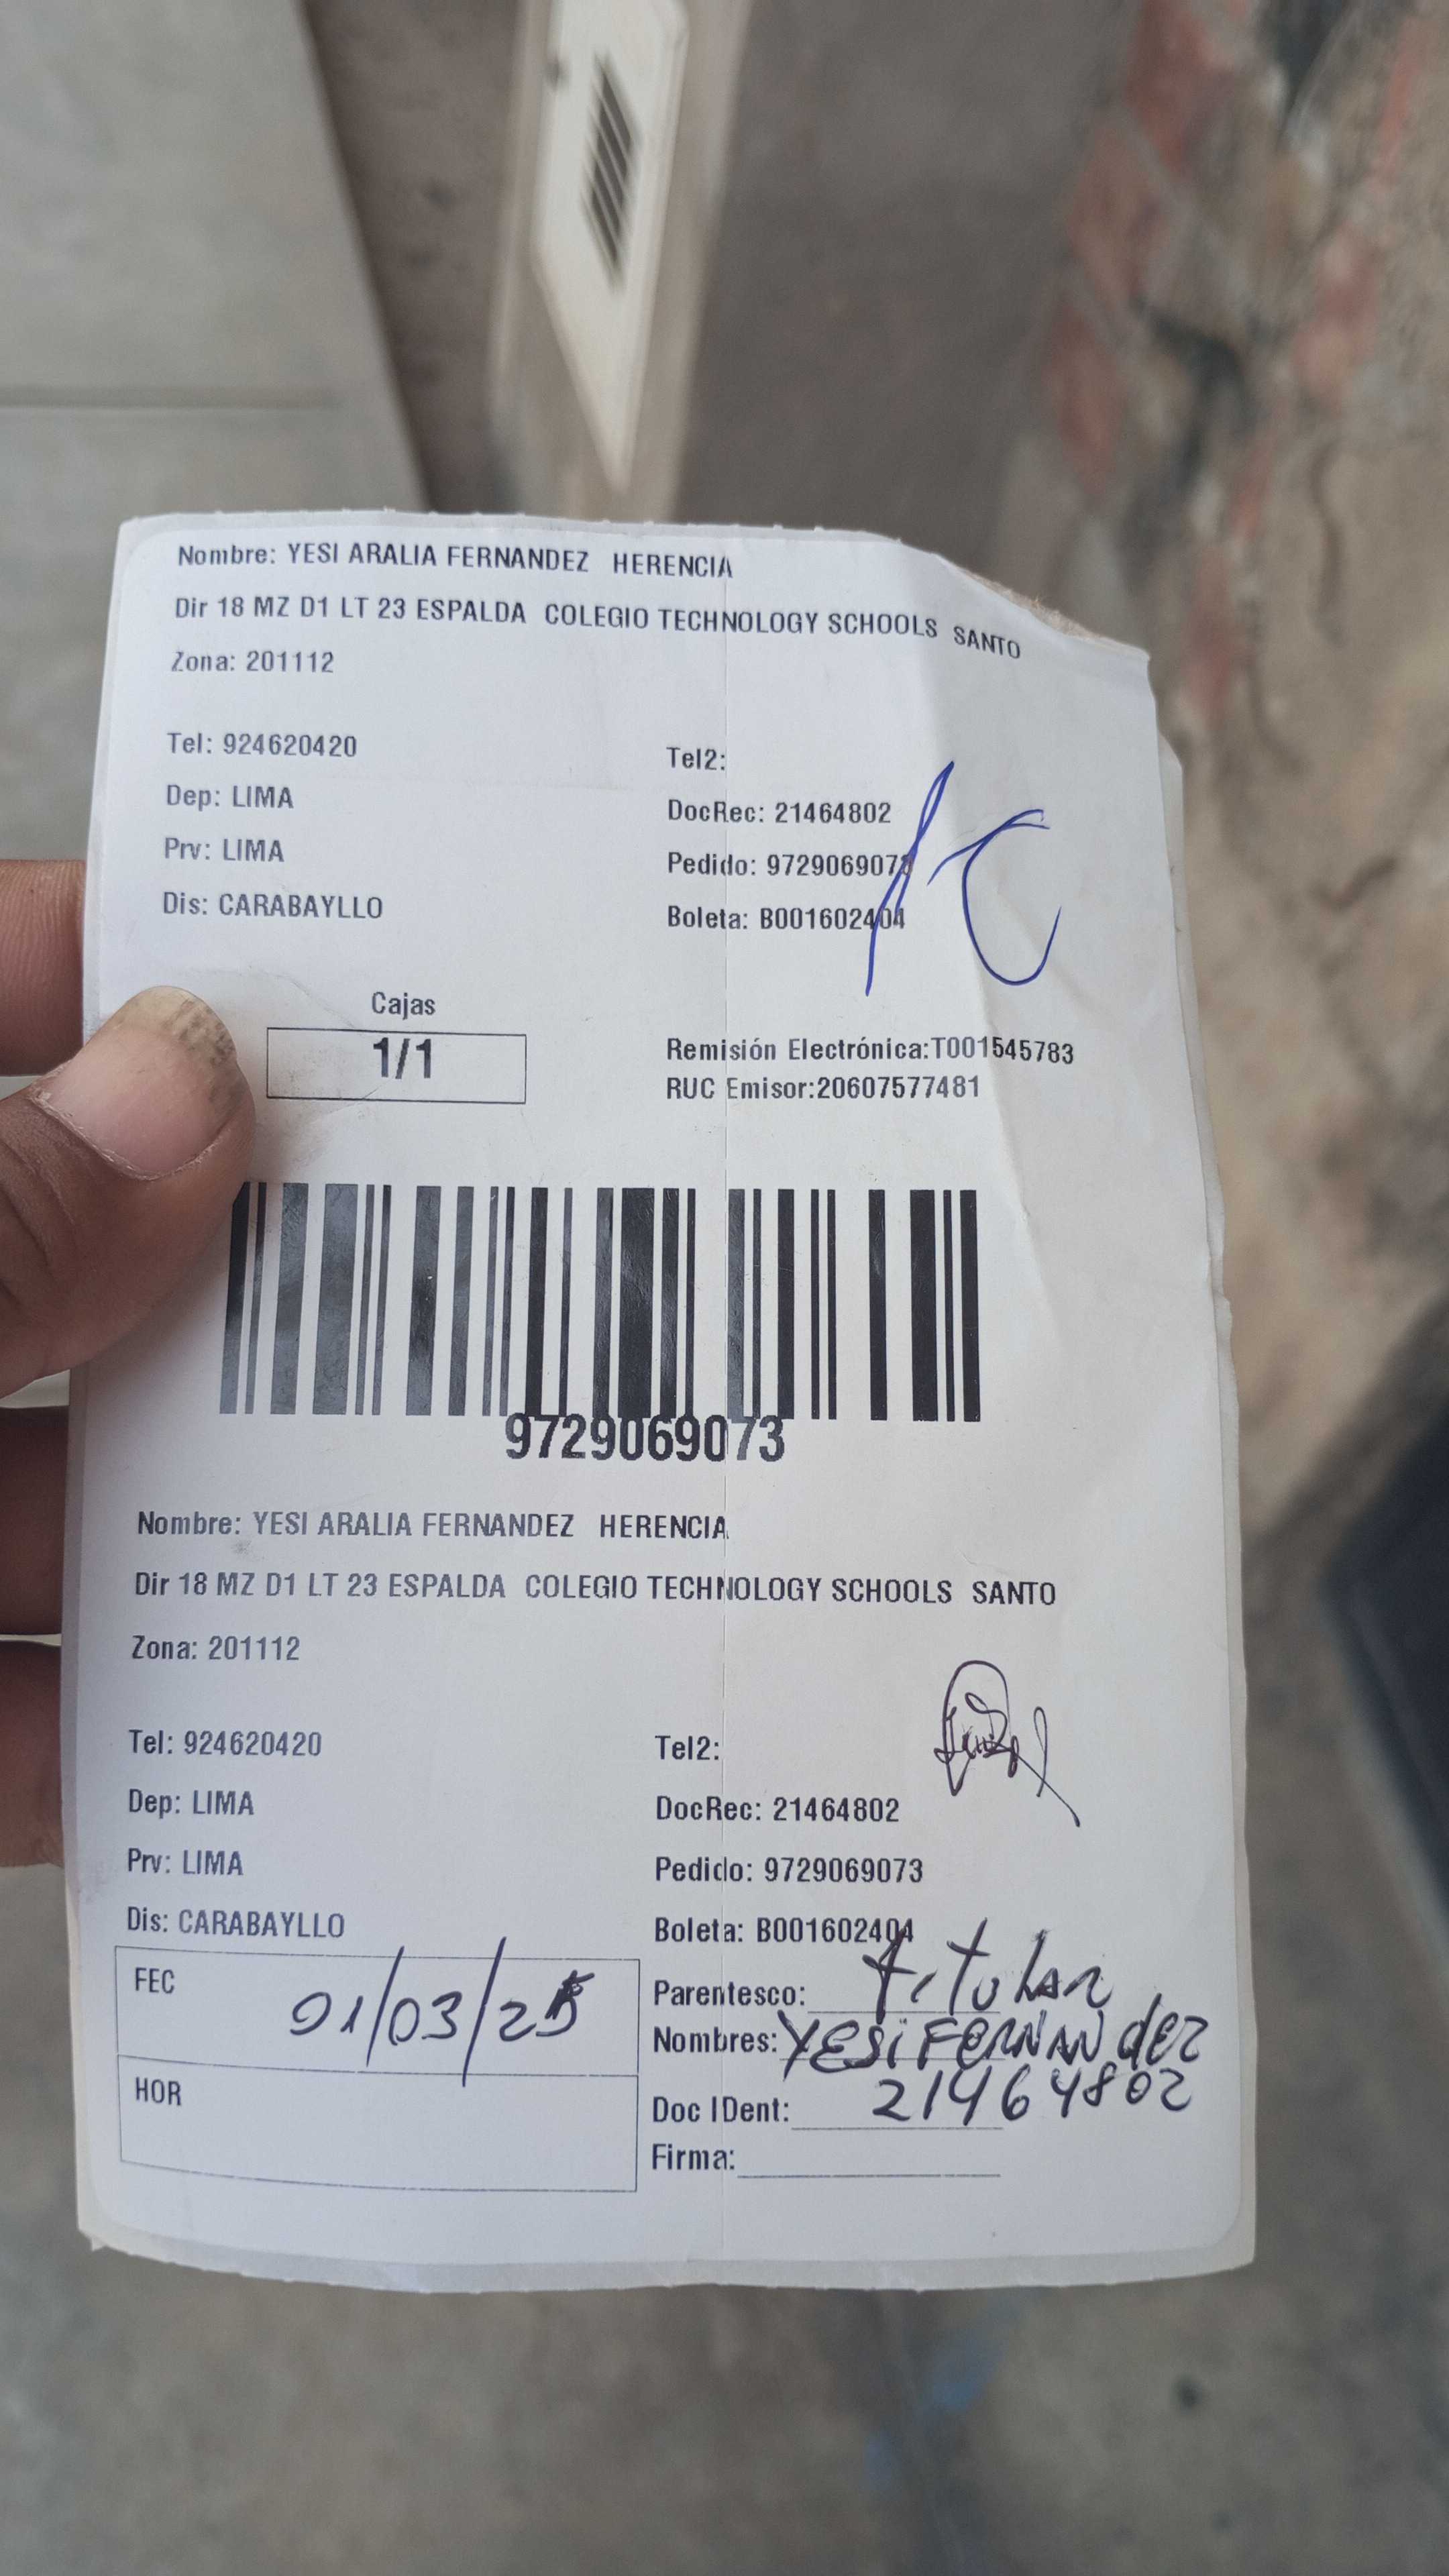 Nombre: YESI ARALIA FERNANDEZ HERENCIA
Dir 18 MZ D1 LT 23 ESPALDA COLEGIO TECHNOLOGY SCHOOLS SANTO
Zona: 201112
Tel: 924620420 Tel2:
Dep: LIMA DocRec: 21464802
Prv: LIMA Pedido: 9729069073
Dis: CARABAYLLO Boleta: B001602404
Cajas
1/1
Remisión Electrónica:T001545783
RUC Emisor:20607577481
9729069073
Nombre: YESI ARALIA FERNANDEZ HERENCIA
Dir 18 MZ D1 LT 23 ESPALDA COLEGIO TECHNOLOGY SCHOOLS SANTO
Zona: 201112
Tel: 924620420 Tel2:
Dep: LIMA DocRec: 21464802
Prv: LIMA Pedido: 9729069073
Dis: CARABAYLLO Boleta: B001602404
FEC 01/03/25 Parentesco: titular
Nombres: YESi FERNANdez
HOR Doc IDent: 21464802
Firma: